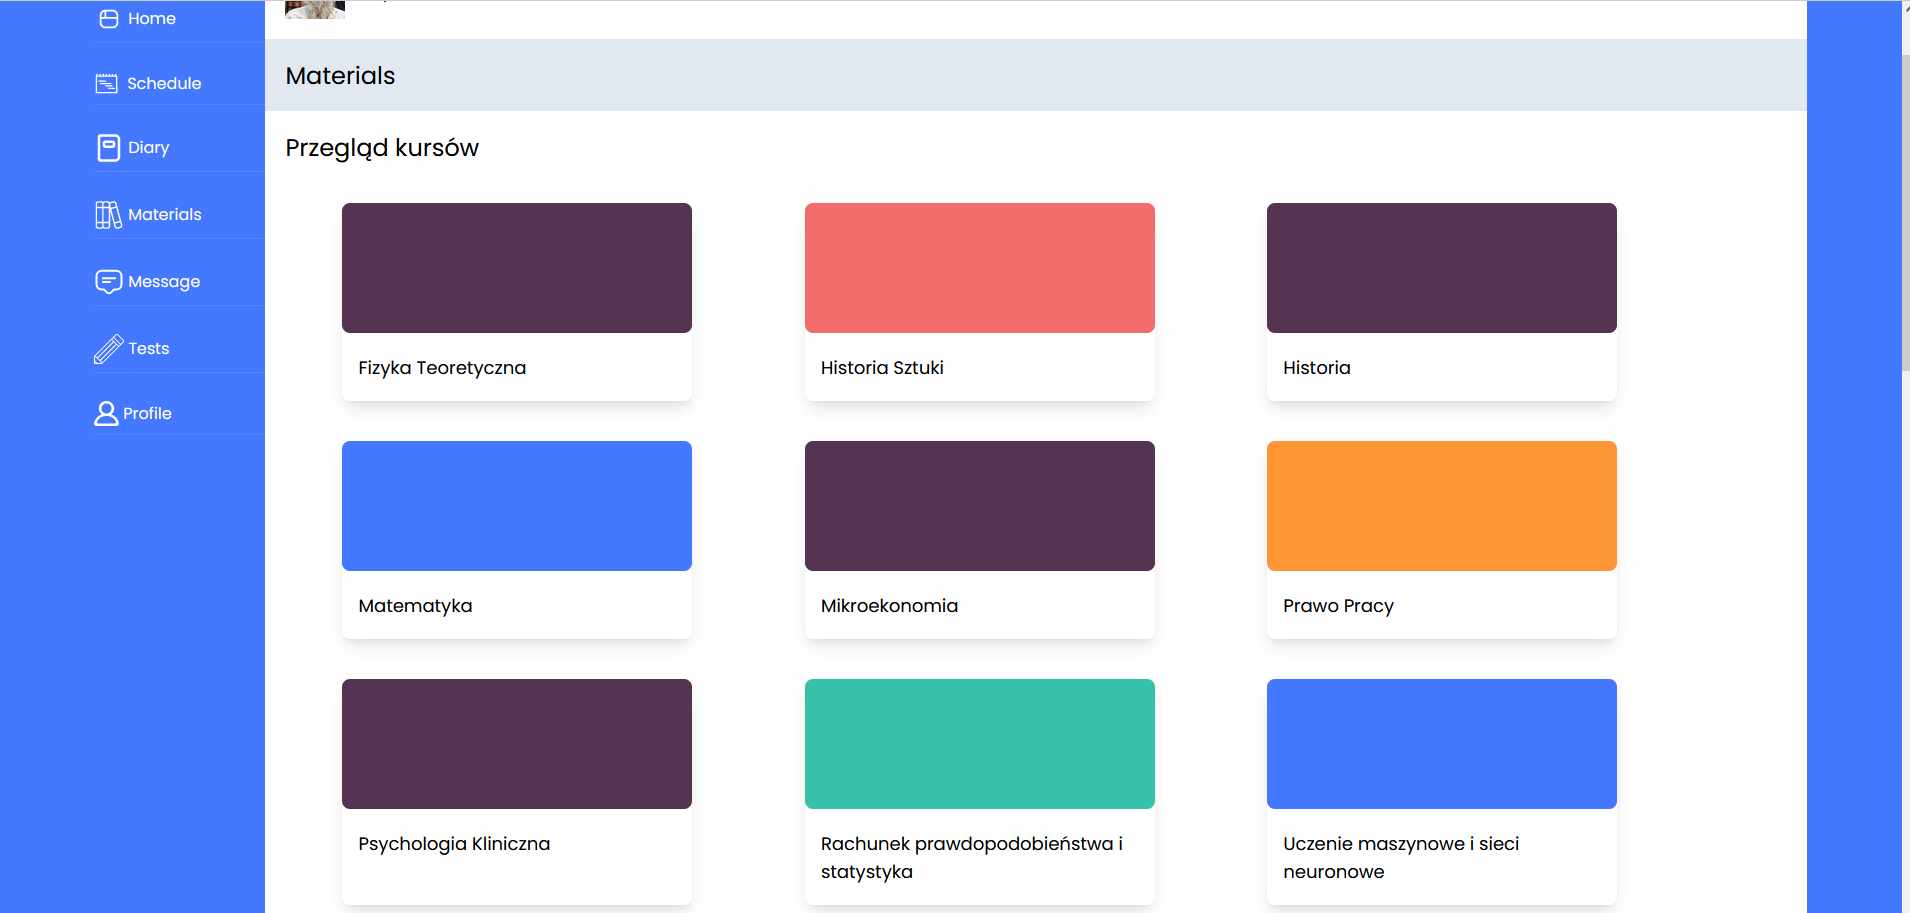 Home
Schedule
Diary
Materials
Message
Tests
Profile
Materials
Przegląd kursów
Fizyka Teoretyczna
Historia Sztuki
Historia
Matematyka
Mikroekonomia
Prawo Pracy
Psychologia Kliniczna
Rachunek prawdopodobieństwa i
statystyka
Uczenie maszynowe i sieci
neuronowe